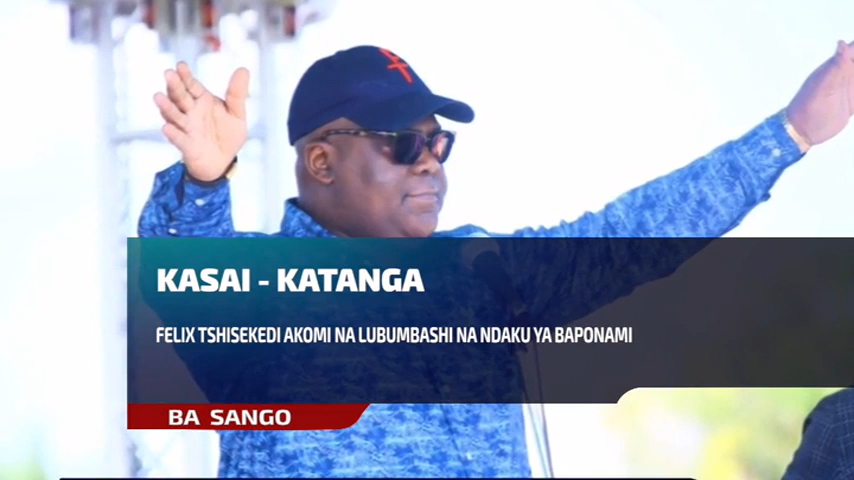 KASAI - KATANGA
FELIX TSHISEKEDI AKOMI NA LUBUMBASHI NA NDAKU YA BAPONAMI
BA SANGO